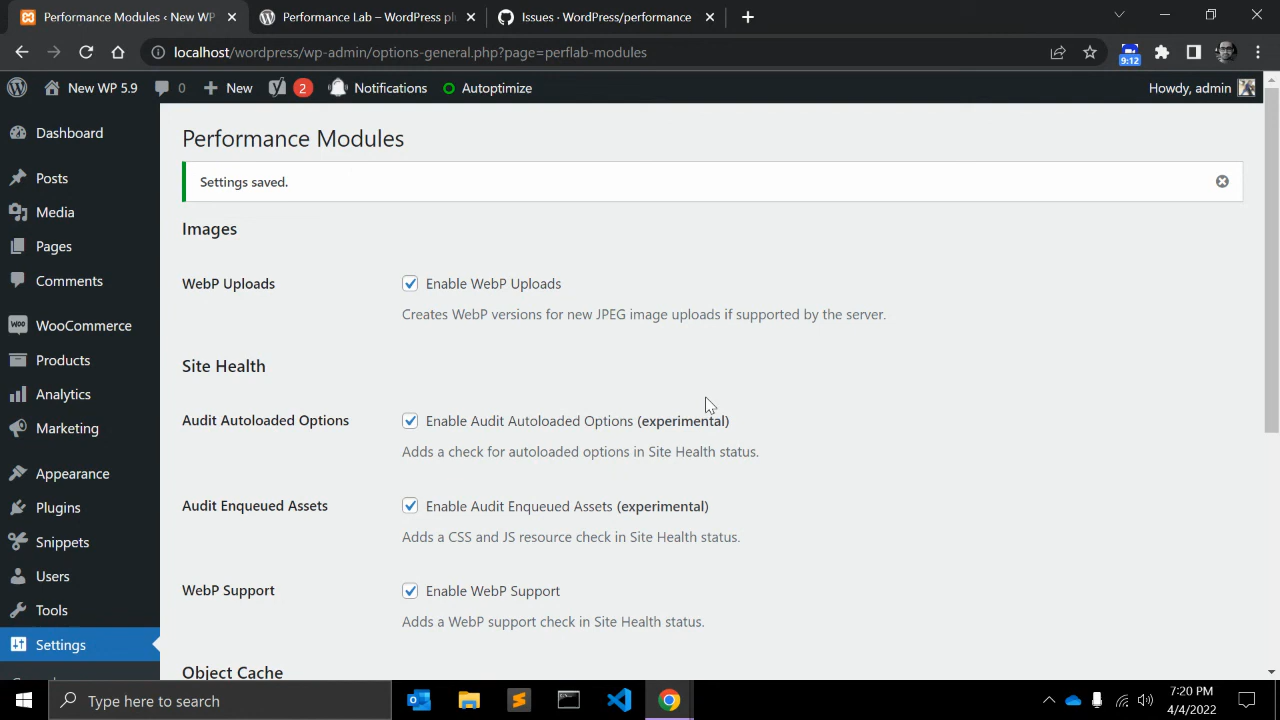 Performance Modules ‹ New WP
Performance Lab – WordPress plu
Issues · WordPress/performance
localhost/wordpress/wp-admin/options-general.php?page=perflab-modules
9:12
New WP 5.9
0
New
2
Notifications
Autoptimize
Howdy, admin
Dashboard
Posts
Media
Pages
Comments
WooCommerce
Products
Analytics
Marketing
Appearance
Plugins
Snippets
Users
Tools
Settings
Performance Modules
Settings saved.
Images
WebP Uploads
Enable WebP Uploads
Creates WebP versions for new JPEG image uploads if supported by the server.
Site Health
Audit Autoloaded Options
Enable Audit Autoloaded Options (experimental)
Adds a check for autoloaded options in Site Health status.
Audit Enqueued Assets
Enable Audit Enqueued Assets (experimental)
Adds a CSS and JS resource check in Site Health status.
WebP Support
Enable WebP Support
Adds a WebP support check in Site Health status.
Object Cache
Type here to search
7:20 PM
4/4/2022